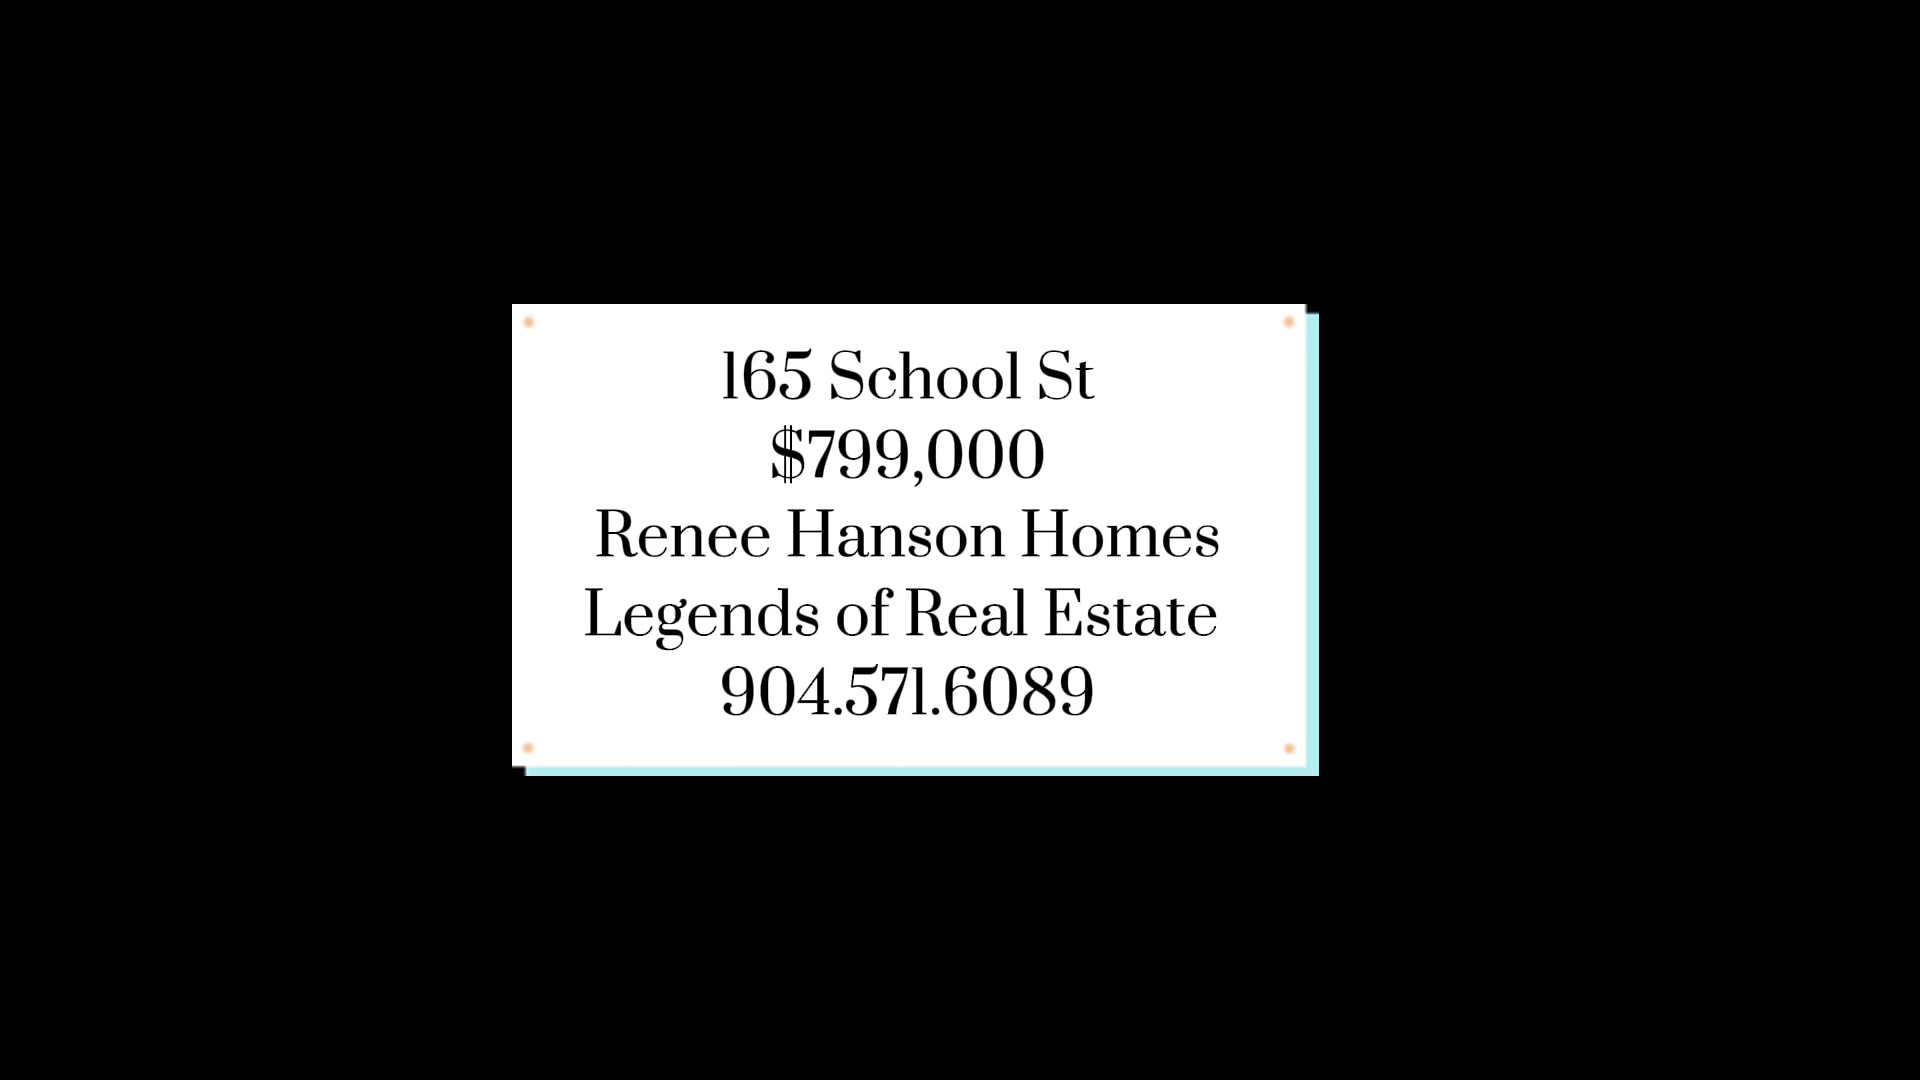 165 School St
$799,000
Renee Hanson Homes
Legends of Real Estate
904.571.6089